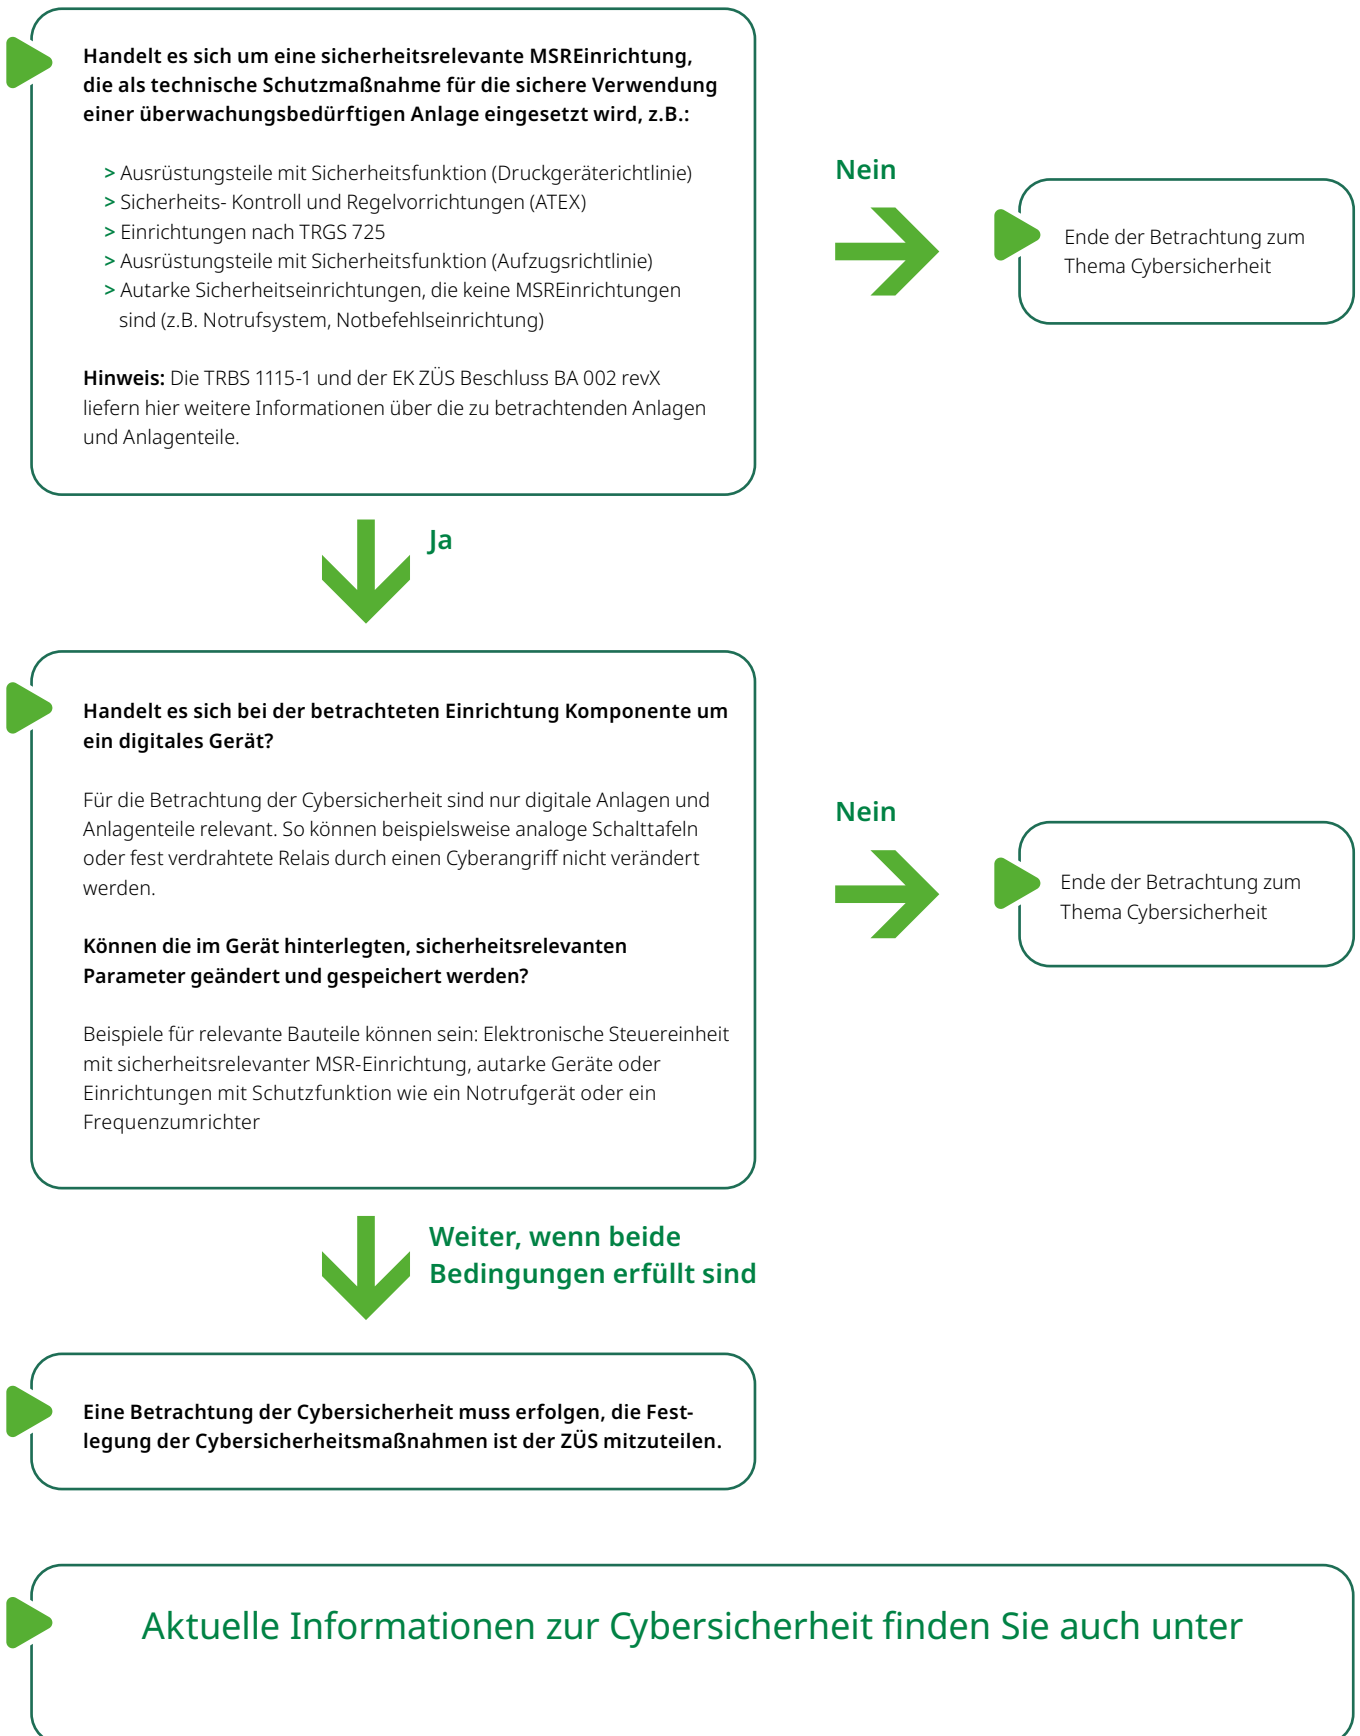 Handelt es sich um eine sicherheitsrelevante MSREinrichtung,
die als technische Schutzmaßnahme für die sichere Verwendung
einer überwachungsbedürftigen Anlage eingesetzt wird, z.B.:
> Ausrüstungsteile mit Sicherheitsfunktion (Druckgeräterichtlinie)
> Sicherheits- Kontroll und Regelvorrichtungen (ATEX)
> Einrichtungen nach TRGS 725
> Ausrüstungsteile mit Sicherheitsfunktion (Aufzugsrichtlinie)
> Autarke Sicherheitseinrichtungen, die keine MSREinrichtungen
sind (z.B. Notrufsystem, Notbefehlseinrichtung)
Hinweis: Die TRBS 1115-1 und der EK ZÜS Beschluss BA 002 revX
liefern hier weitere Informationen über die zu betrachtenden Anlagen
und Anlagenteile.
Nein
Ende der Betrachtung zum
Thema Cybersicherheit
Ja
Handelt es sich bei der betrachteten Einrichtung Komponente um
ein digitales Gerät?
Für die Betrachtung der Cybersicherheit sind nur digitale Anlagen und
Anlagenteile relevant. So können beispielsweise analoge Schalttafeln
oder fest verdrahtete Relais durch einen Cyberangriff nicht verändert
werden.
Können die im Gerät hinterlegten, sicherheitsrelevanten
Parameter geändert und gespeichert werden?
Beispiele für relevante Bauteile können sein: Elektronische Steuereinheit
mit sicherheitsrelevanter MSR-Einrichtung, autarke Geräte oder
Einrichtungen mit Schutzfunktion wie ein Notrufgerät oder ein
Frequenzumrichter
Nein
Ende der Betrachtung zum
Thema Cybersicherheit
Weiter, wenn beide
Bedingungen erfüllt sind
Eine Betrachtung der Cybersicherheit muss erfolgen, die Fest-
legung der Cybersicherheitsmaßnahmen ist der ZÜS mitzuteilen.
Aktuelle Informationen zur Cybersicherheit finden Sie auch unter